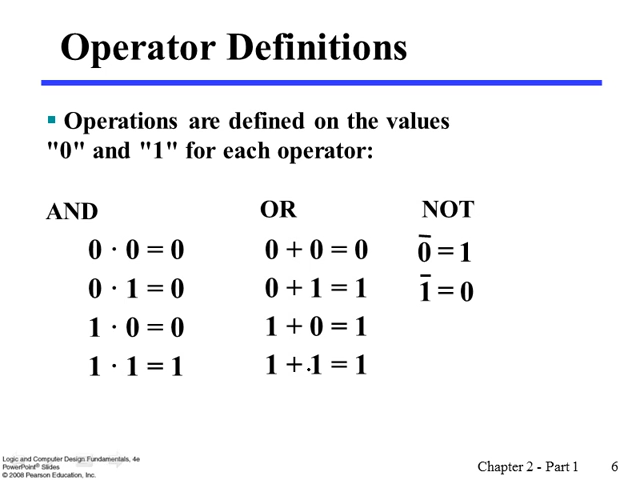 Operator Definitions
▪ Operations are defined on the values
"0" and "1" for each operator:
AND
0 · 0 = 0
0 · 1 = 0
1 · 0 = 0
1 · 1 = 1
OR
0 + 0 = 0
0 + 1 = 1
1 + 0 = 1
1 + 1 = 1
NOT
0̅ = 1
1̅ = 0
Logic and Computer Design Fundamentals, 4e
PowerPoint® Slides
© 2008 Pearson Education, Inc.
Chapter 2 - Part 1 6